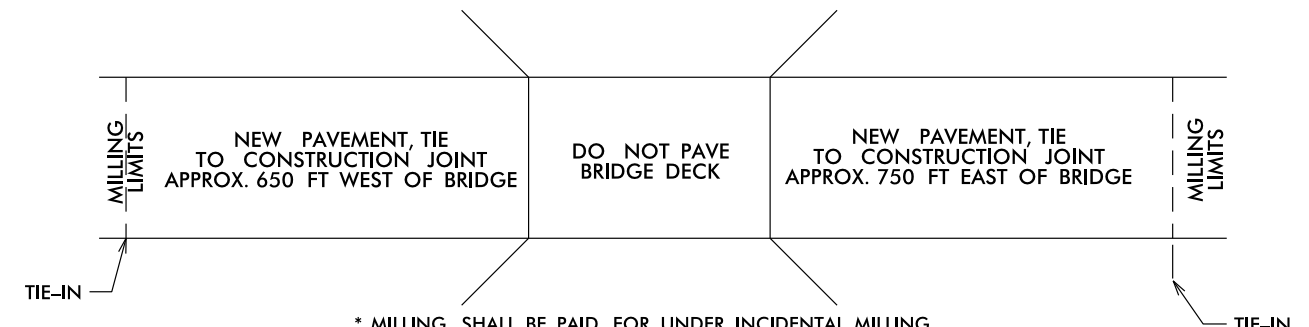 MILLING
LIMITS
NEW PAVEMENT, TIE
TO CONSTRUCTION JOINT
APPROX. 650 FT WEST OF BRIDGE
DO NOT PAVE
BRIDGE DECK
NEW PAVEMENT, TIE
TO CONSTRUCTION JOINT
APPROX. 750 FT EAST OF BRIDGE
MILLING
LIMITS
TIE–IN
* MILLING SHALL BE PAID FOR UNDER INCIDENTAL MILLING
TIE–IN